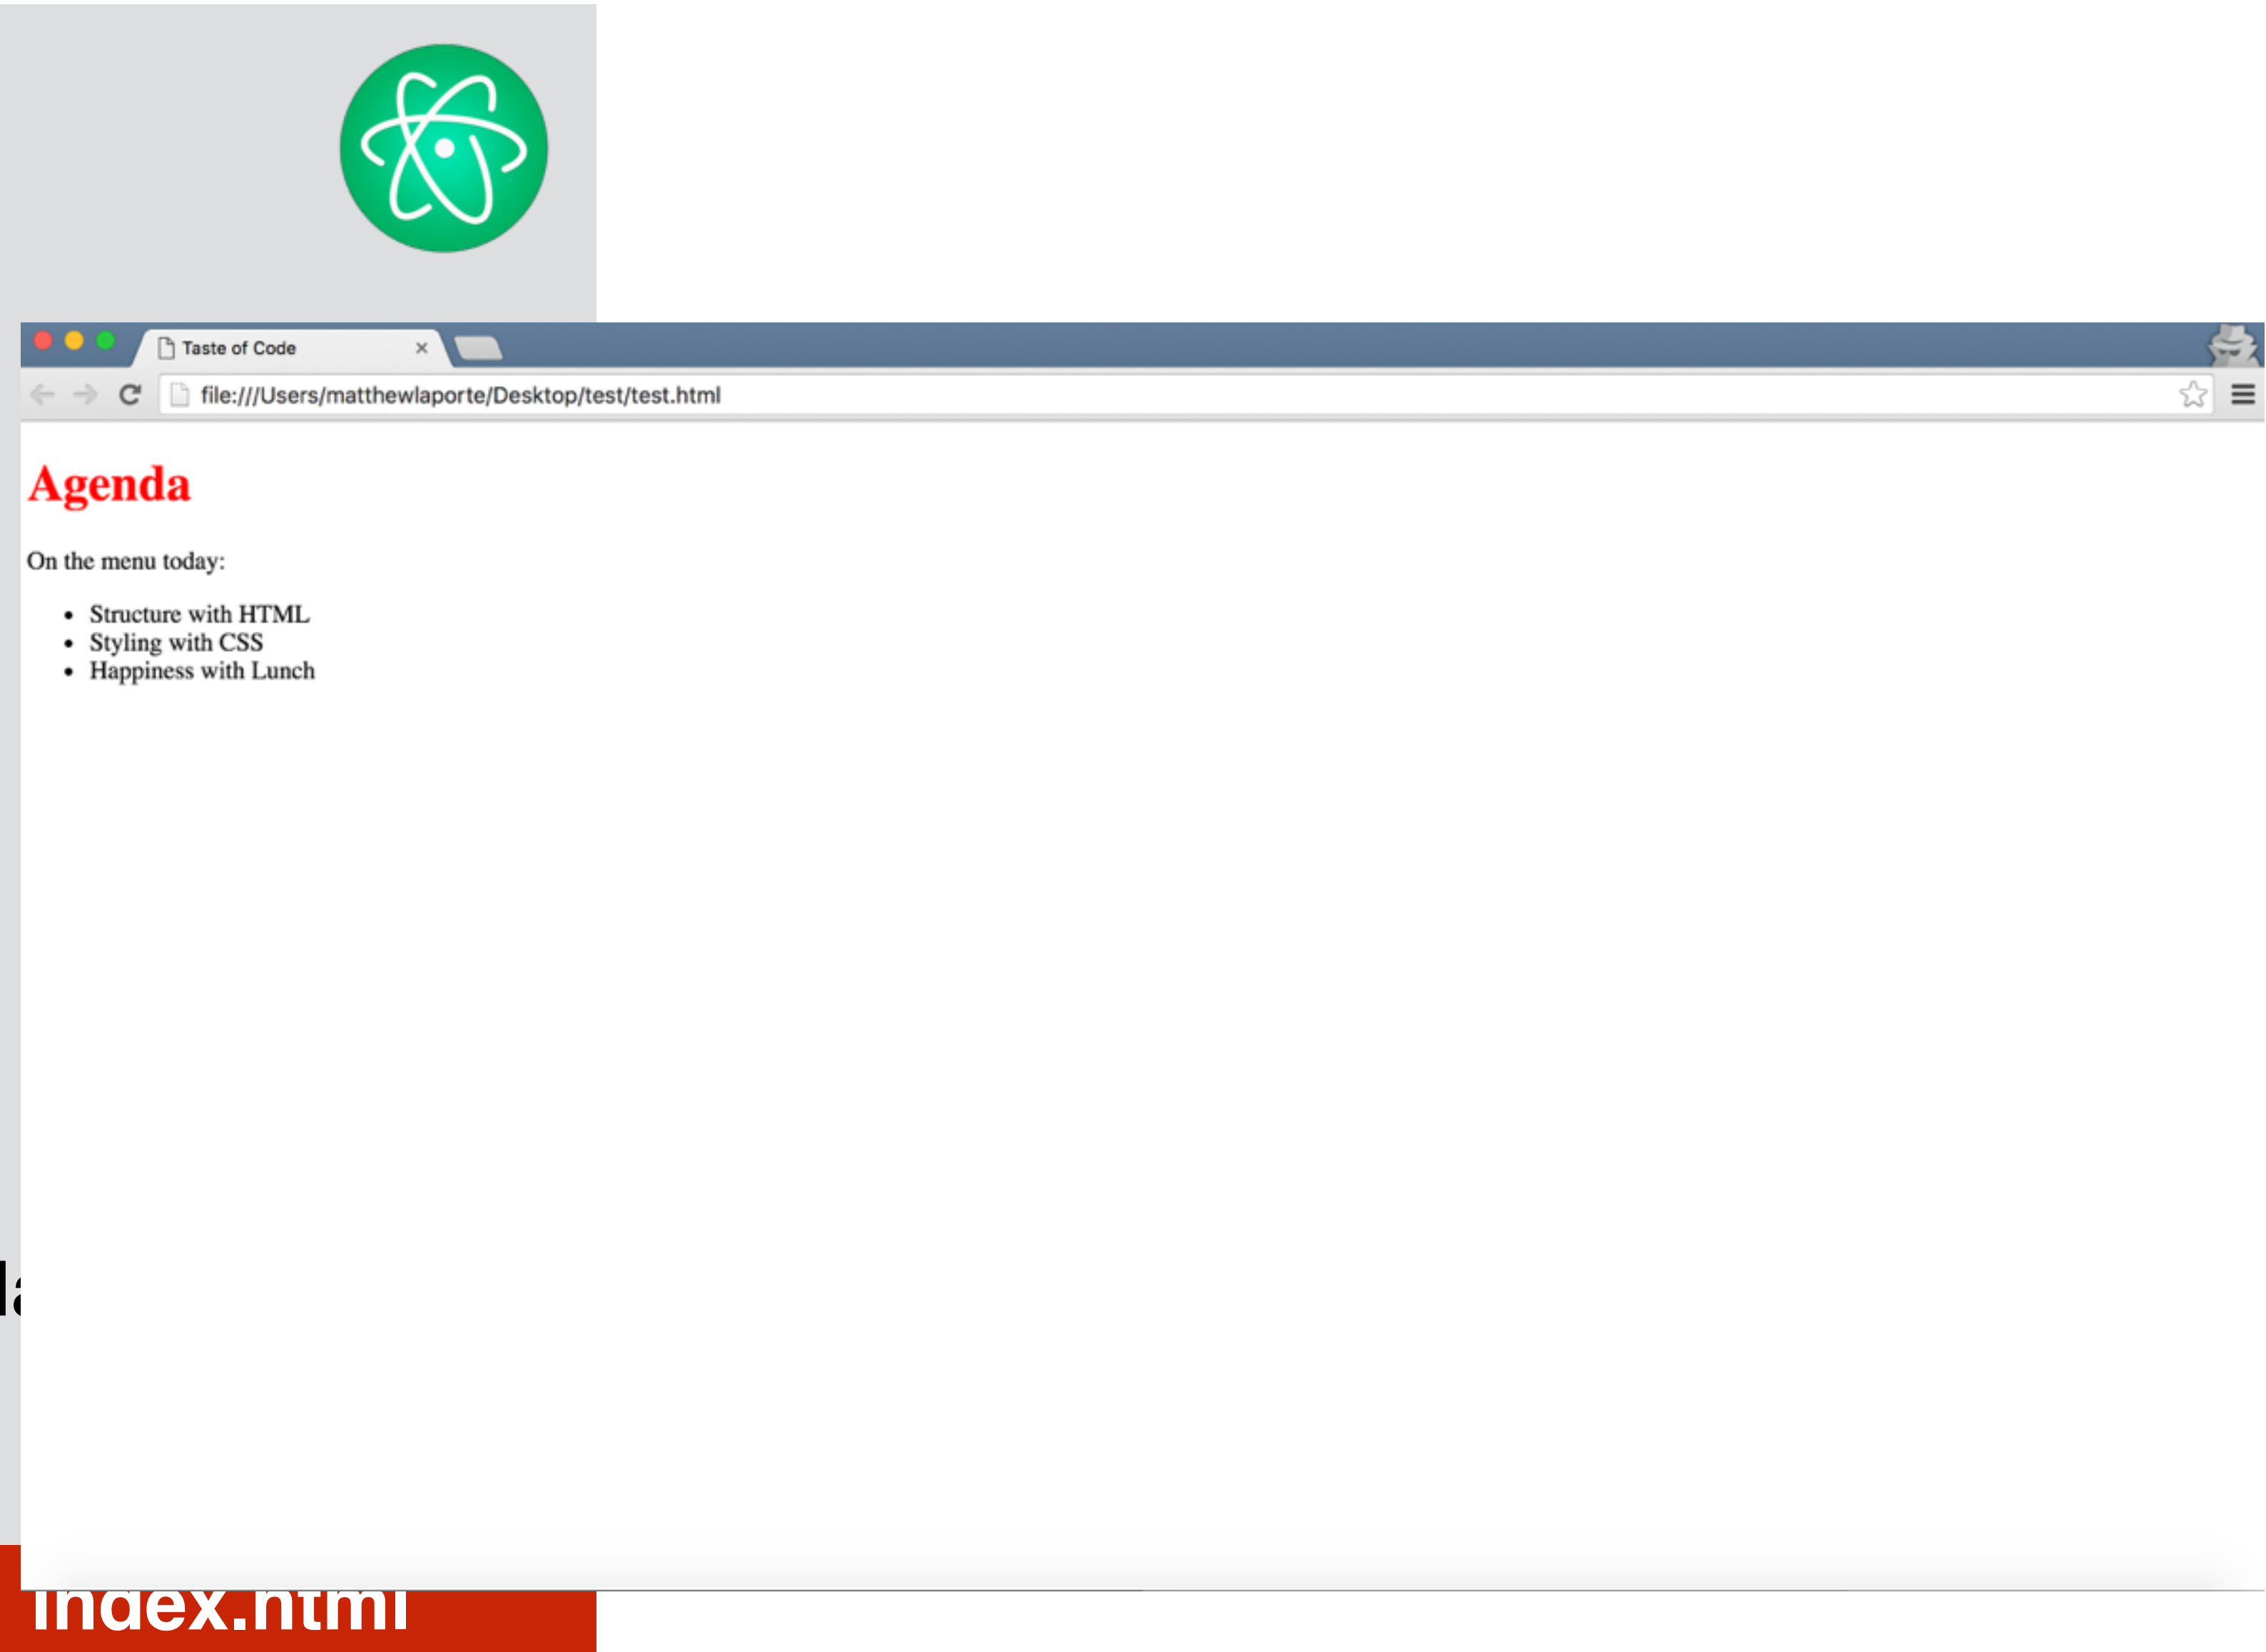 Taste of Code
file:///Users/matthewlaporte/Desktop/test/test.html
Agenda
On the menu today:
• Structure with HTML
• Styling with CSS
• Happiness with Lunch
index.html